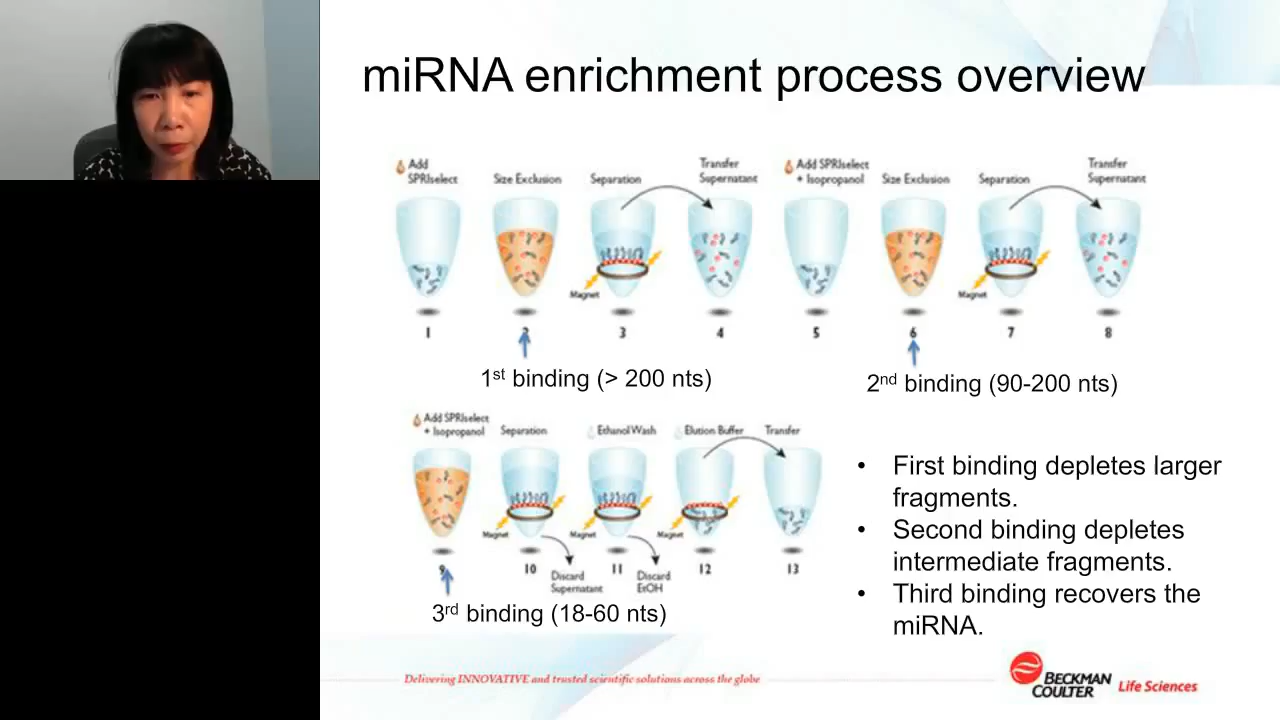 miRNA enrichment process overview
Add
SPRIselect
Size Exclusion
Separation
Transfer
Supernatant
Add SPRIselect
+ Isopropanol
Size Exclusion
Separation
Transfer
Supernatant
Magnet
Magnet
1 2 3 4 5 6 7 8
1st binding (> 200 nts)
2nd binding (90-200 nts)
Add SPRIselect
+ Isopropanol
Separation
Ethanol Wash
Elution Buffer
Transfer
Magnet
Magnet
Magnet
9 10 11 12 13
Discard
Supernatant
Discard
EtOH
3rd binding (18-60 nts)
• First binding depletes larger
fragments.
• Second binding depletes
intermediate fragments.
• Third binding recovers the
miRNA.
Delivering INNOVATIVE and trusted scientific solutions across the globe
BECKMAN
COULTER Life Sciences